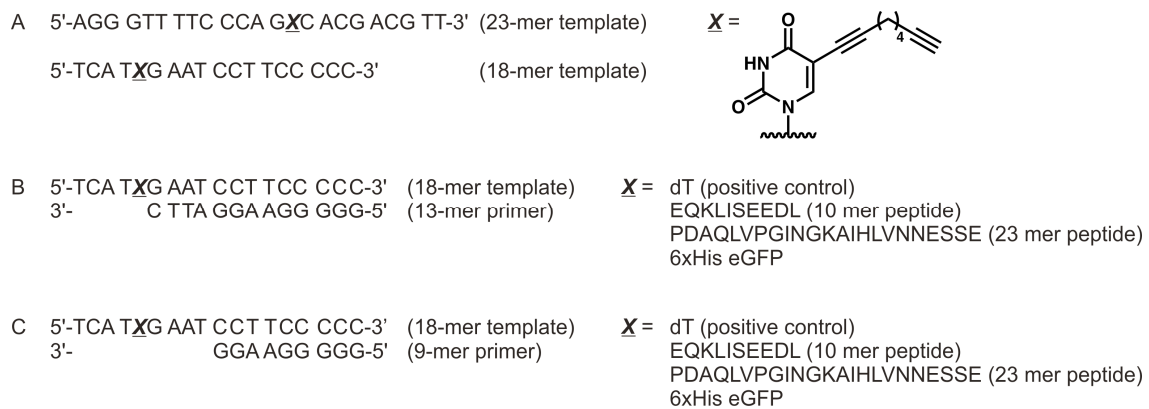 A 5'-AGG GTT TTC CCA GXC ACG ACG TT-3' (23-mer template) X =
5'-TCA TXG AAT CCT TCC CCC-3' (18-mer template)
O
4
HN
O
N
B 5'-TCA TXG AAT CCT TCC CCC-3' (18-mer template) X = dT (positive control)
3'- C TTA GGA AGG GGG-5' (13-mer primer) EQKLISEEDL (10 mer peptide)
PDAQLVPGINGKAIHLVNNESSE (23 mer peptide)
6xHis eGFP
C 5'-TCA TXG AAT CCT TCC CCC-3’ (18-mer template) X = dT (positive control)
3'- GGA AGG GGG-5' (9-mer primer) EQKLISEEDL (10 mer peptide)
PDAQLVPGINGKAIHLVNNESSE (23 mer peptide)
6xHis eGFP